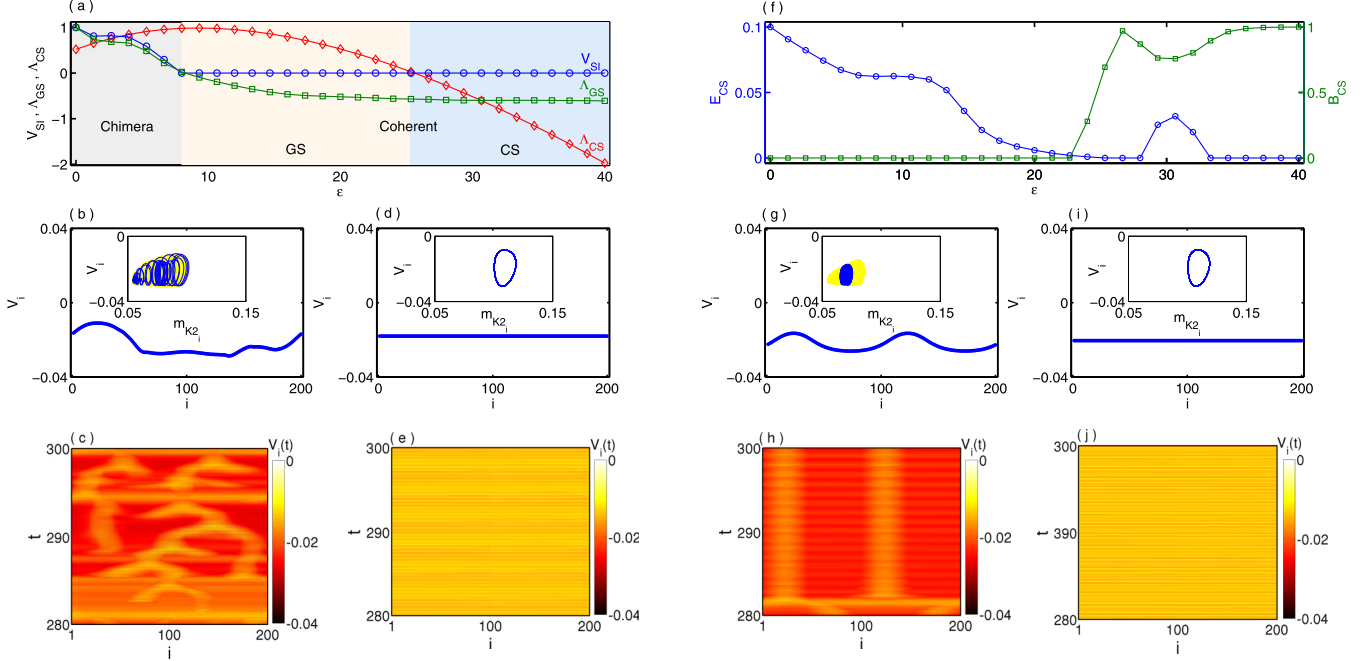 ( a )
V_SI , Λ_GS , Λ_CS
1
0
−1
−2
V_SI
Λ_GS
Λ_CS
Chimera
Coherent
GS
CS
0
10
20
30
40
ε
( f )
E_CS
0.1
0.05
0
1
0.5
0
B_CS
0
10
20
30
40
ε
( b )
V_i
0.04
0
−0.04
V_i
0
−0.04
0.05
0.15
m_K2_i
0
100
200
i
( d )
V_i
0.04
0
−0.04
V_i
0
−0.04
0.05
0.15
m_K2_i
0
100
200
i
( g )
V_i
0.04
0
−0.04
V_i
0
−0.04
0.05
0.15
m_K2_i
0
100
200
i
( i )
V_i
0.04
0
−0.04
V_i
0
−0.04
0.05
0.15
m_K2_i
0
100
200
i
( c )
V_i(t)
t
300
290
280
1
100
200
i
0
-0.02
-0.04
( e )
V_i(t)
t
300
290
280
1
100
200
i
0
-0.02
-0.04
( h )
V_i(t)
t
300
290
280
1
100
200
i
0
-0.02
-0.04
( j )
V_i(t)
t
400
390
280
1
100
200
i
0
-0.02
-0.04